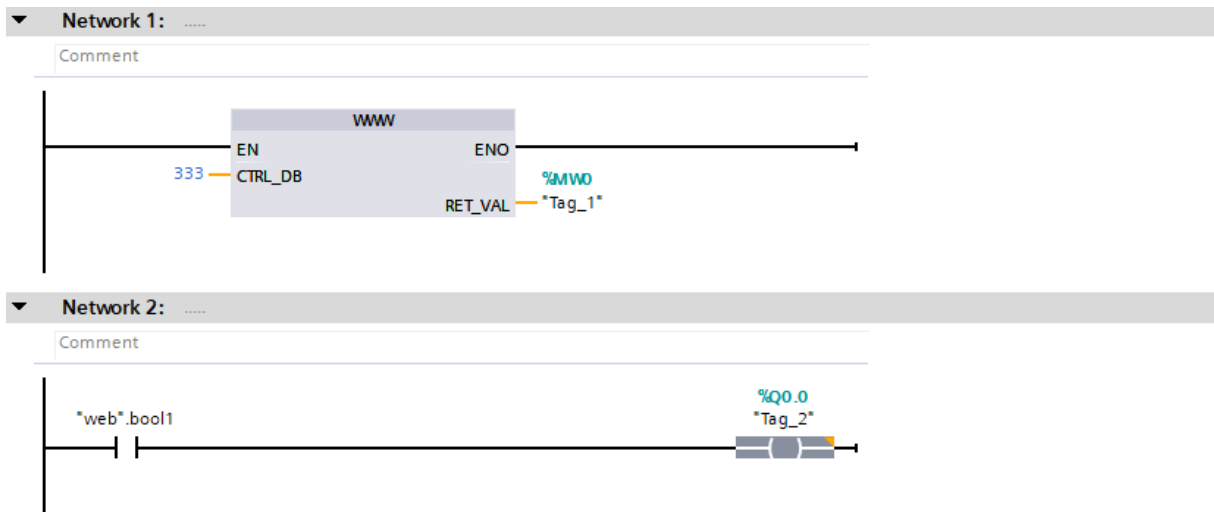 Network 1: .....
Comment
WWW
EN ENO
333 CTRL_DB
%MW0
RET_VAL "Tag_1"
Network 2: .....
Comment
%Q0.0
"web".bool1 "Tag_2"